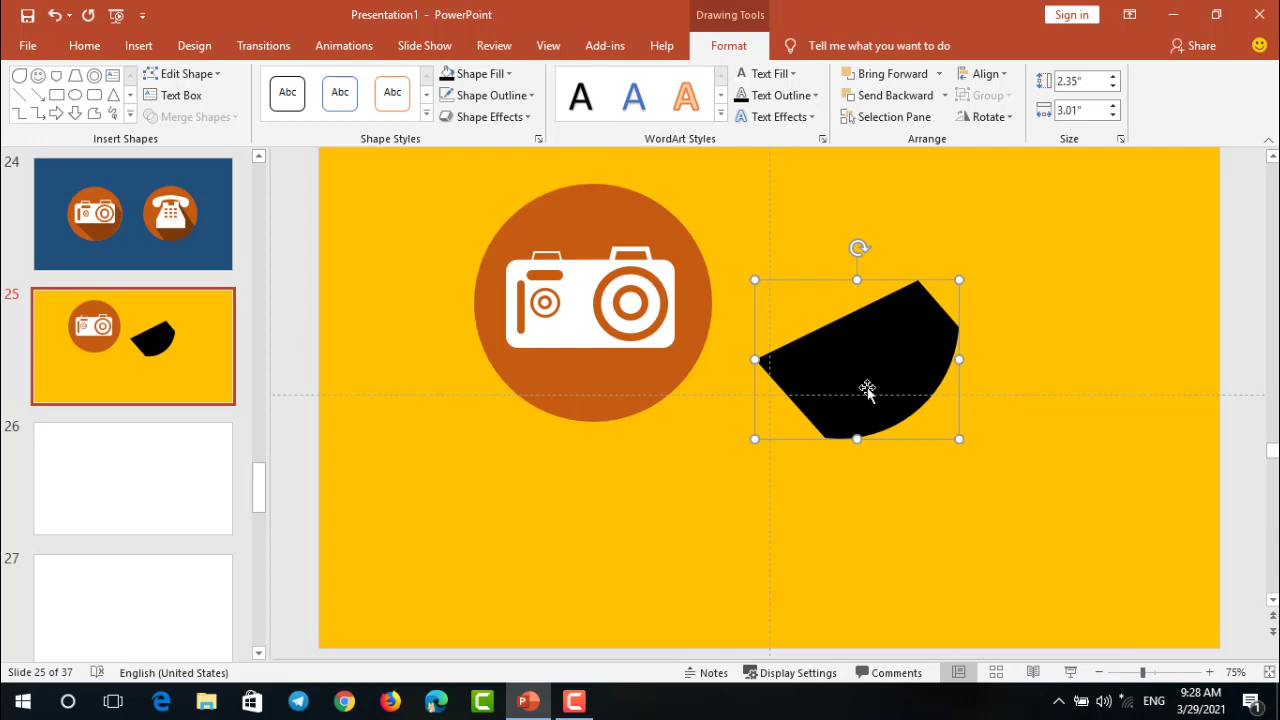 Presentation1 - PowerPoint
Drawing Tools
Sign in
File Home Insert Design Transitions Animations Slide Show Review View Add-ins Help Format Tell me what you want to do Share
Edit Shape
Text Box
Merge Shapes
Insert Shapes
Abc Abc Abc
Shape Fill
Shape Outline
Shape Effects
Shape Styles
A A A
Text Fill
Text Outline
Text Effects
WordArt Styles
Bring Forward
Send Backward
Selection Pane
Align
Group
Rotate
Arrange
2.35"
3.01"
Size
24
25
26
27
Slide 25 of 37 English (United States) Notes Display Settings Comments 75%
ENG
9:28 AM
3/29/2021
1